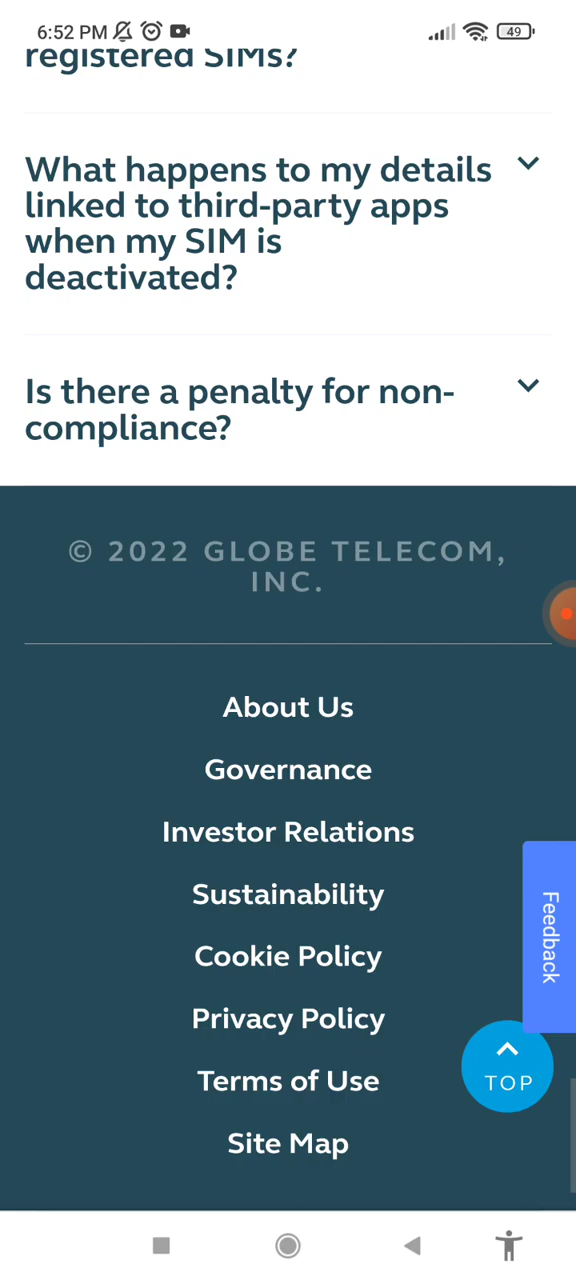 6:52 PM
49
registered SIMs?
What happens to my details
linked to third-party apps
when my SIM is
deactivated?
Is there a penalty for non-
compliance?
© 2022 GLOBE TELECOM,
INC.
About Us
Governance
Investor Relations
Sustainability
Feedback
Cookie Policy
Privacy Policy
Terms of Use
TOP
Site Map